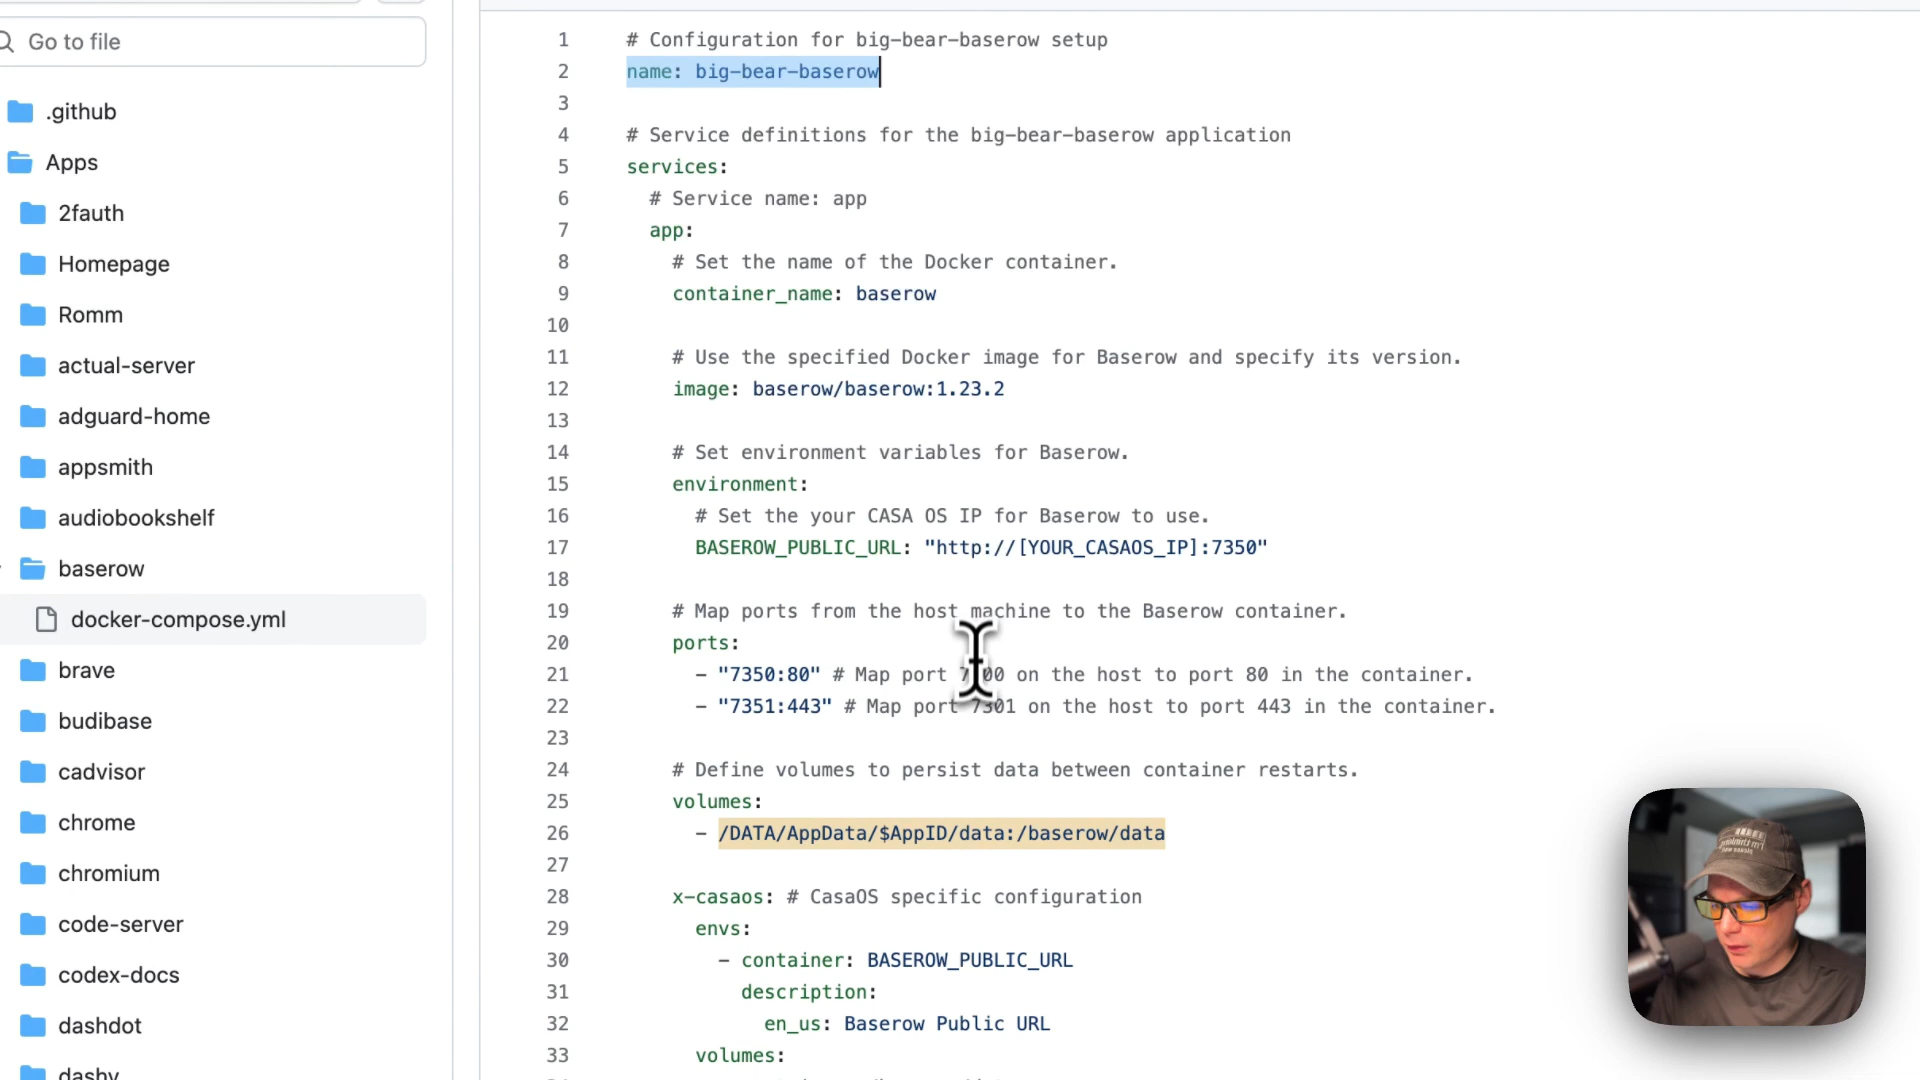 Go to file
.github
Apps
2fauth
Homepage
Romm
actual-server
adguard-home
appsmith
audiobookshelf
baserow
docker-compose.yml
brave
budibase
cadvisor
chrome
chromium
code-server
codex-docs
dashdot
dashy
1 # Configuration for big-bear-baserow setup
2 name: big-bear-baserow
3
4 # Service definitions for the big-bear-baserow application
5 services:
6 # Service name: app
7 app:
8 # Set the name of the Docker container.
9 container_name: baserow
10
11 # Use the specified Docker image for Baserow and specify its version.
12 image: baserow/baserow:1.23.2
13
14 # Set environment variables for Baserow.
15 environment:
16 # Set the your CASA OS IP for Baserow to use.
17 BASEROW_PUBLIC_URL: "http://[YOUR_CASAOS_IP]:7350"
18
19 # Map ports from the host machine to the Baserow container.
20 ports:
21 - "7350:80" # Map port on the host to port 80 in the container.
22 - "7351:443" # Map port 7301 on the host to port 443 in the container.
23
24 # Define volumes to persist data between container restarts.
25 volumes:
26 - /DATA/AppData/$AppID/data:/baserow/data
27
28 x-casaos: # CasaOS specific configuration
29 envs:
30 - container: BASEROW_PUBLIC_URL
31 description:
32 en_us: Baserow Public URL
33 volumes: